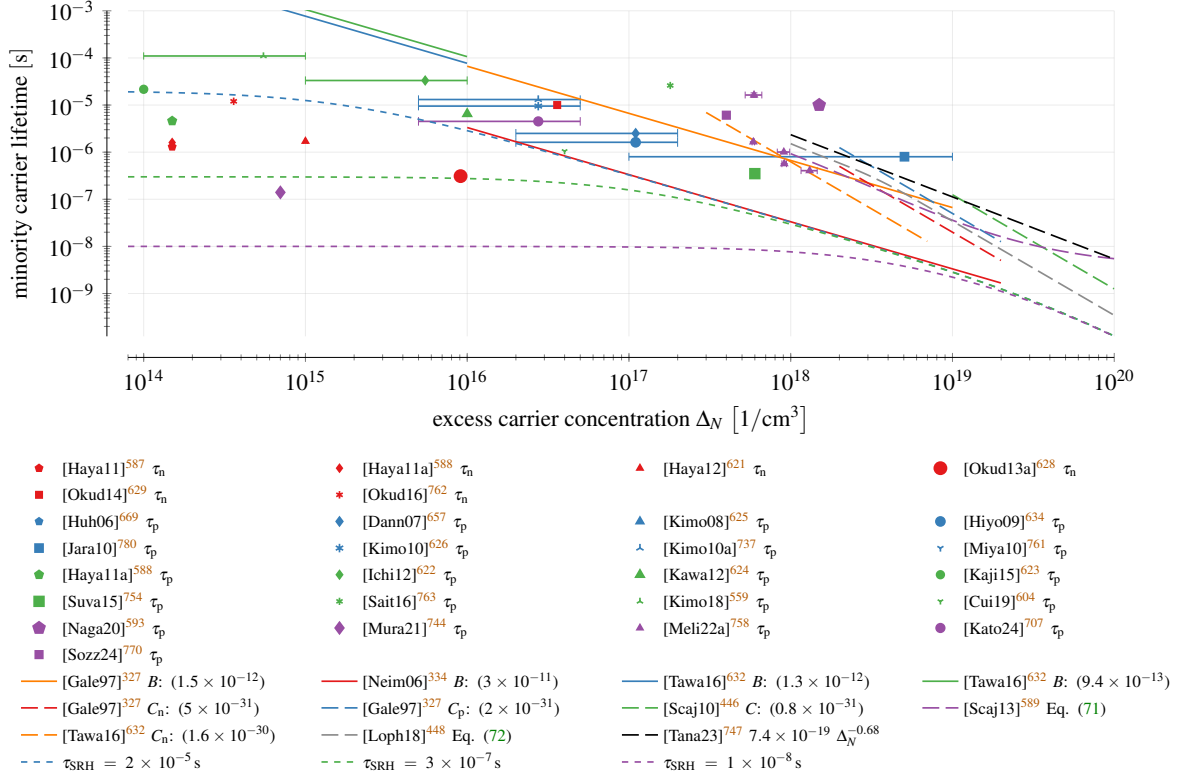 10⁻³
10⁻⁴
10⁻⁵
10⁻⁶
10⁻⁷
10⁻⁸
10⁻⁹
minority carrier lifetime [s]
10¹⁴ 10¹⁵ 10¹⁶ 10¹⁷ 10¹⁸ 10¹⁹ 10²⁰
excess carrier concentration Δ_N [1/cm³]
[Haya11]⁵⁸⁷ τₙ [Haya11a]⁵⁸⁸ τₙ [Haya12]⁶²¹ τₙ [Okud13a]⁶²⁸ τₙ
[Okud14]⁶²⁹ τₙ [Okud16]⁷⁶² τₙ
[Huh06]⁶⁶⁹ τₚ [Dann07]⁶⁵⁷ τₚ [Kimo08]⁶²⁵ τₚ [Hiyo09]⁶³⁴ τₚ
[Jara10]⁷⁸⁰ τₚ [Kimo10]⁶²⁶ τₚ [Kimo10a]⁷³⁷ τₚ [Miya10]⁷⁶¹ τₚ
[Haya11a]⁵⁸⁸ τₚ [Ichi12]⁶²² τₚ [Kawa12]⁶²⁴ τₚ [Kaji15]⁶²³ τₚ
[Suva15]⁷⁵⁴ τₚ [Sait16]⁷⁶³ τₚ [Kimo18]⁵⁵⁹ τₚ [Cui19]⁶⁰⁴ τₚ
[Naga20]⁵⁹³ τₚ [Mura21]⁷⁴⁴ τₚ [Meli22a]⁷⁵⁸ τₚ [Kato24]⁷⁰⁷ τₚ
[Sozz24]⁷⁷⁰ τₚ
[Gale97]³²⁷ B: (1.5 × 10⁻¹²) [Neim06]³³⁴ B: (3 × 10⁻¹¹) [Tawa16]⁶³² B: (1.3 × 10⁻¹²) [Tawa16]⁶³² B: (9.4 × 10⁻¹³)
[Gale97]³²⁷ Cₙ: (5 × 10⁻³¹) [Gale97]³²⁷ Cₚ: (2 × 10⁻³¹) [Scaj10]⁴⁴⁶ C: (0.8 × 10⁻³¹) [Scaj13]⁵⁸⁹ Eq. (71)
[Tawa16]⁶³² Cₙ: (1.6 × 10⁻³⁰) [Loph18]⁴⁴⁸ Eq. (72) [Tana23]⁷⁴⁷ 7.4 × 10⁻¹⁹ Δ_N^−0.68
τ_SRH = 2 × 10⁻⁵ s τ_SRH = 3 × 10⁻⁷ s τ_SRH = 1 × 10⁻⁸ s